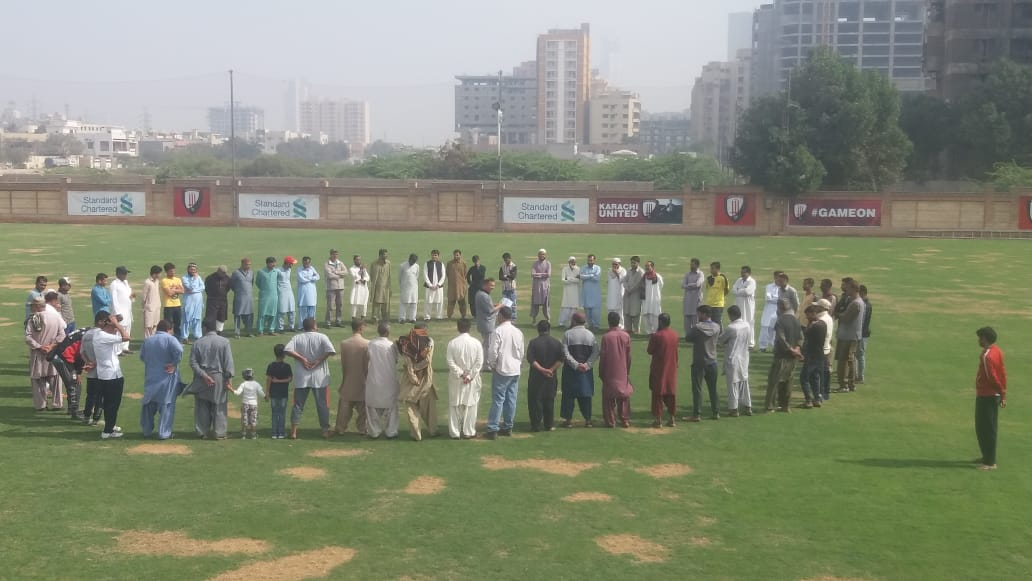 Standard
Chartered
Standard
Chartered
Standard
Chartered
KARACHI
UNITED
#GAMEON